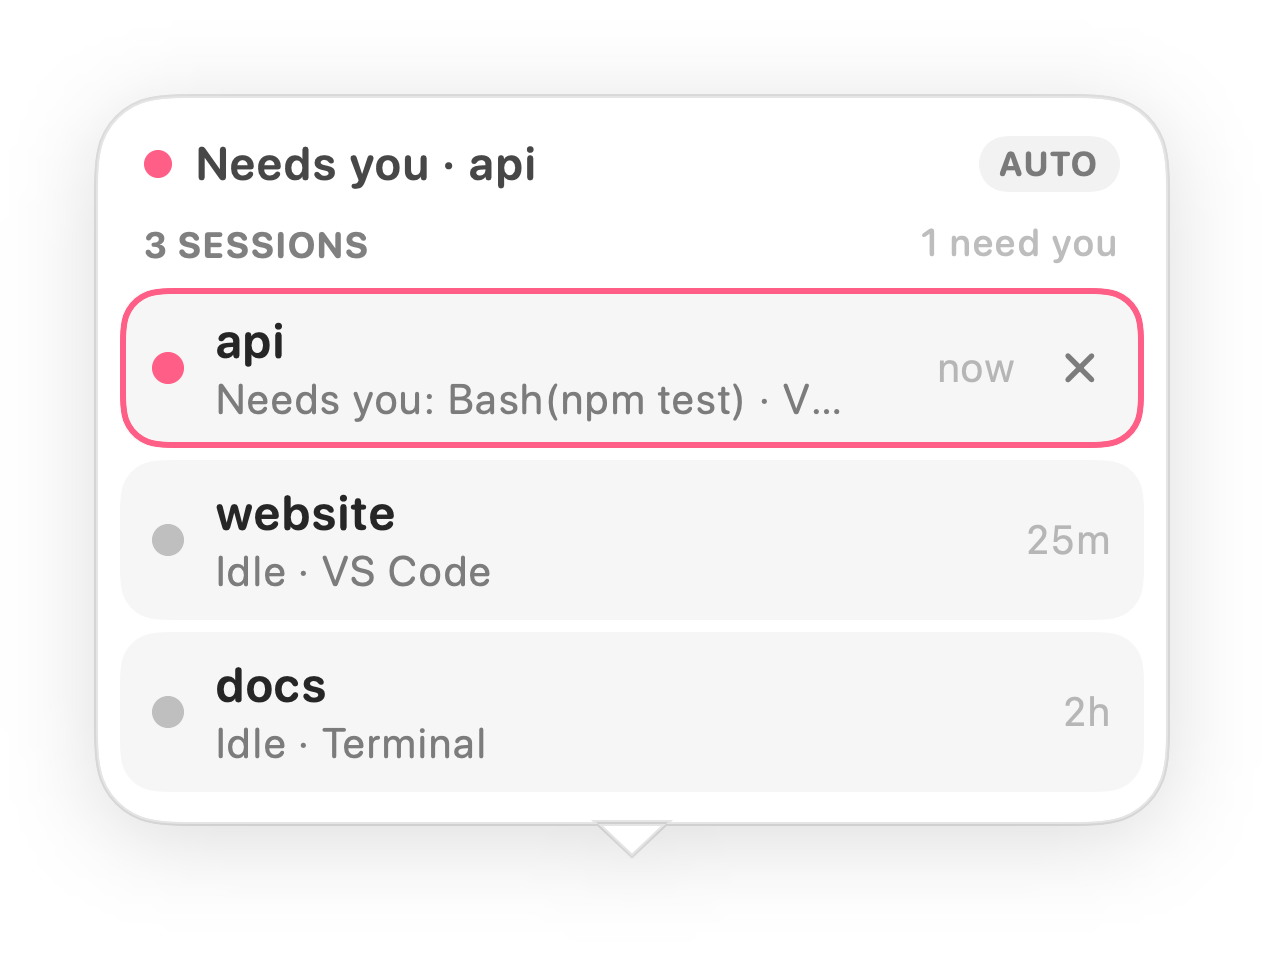 Needs you · api
AUTO
3 SESSIONS
1 need you
api
Needs you: Bash(npm test) · V...
now
website
Idle · VS Code
25m
docs
Idle · Terminal
2h